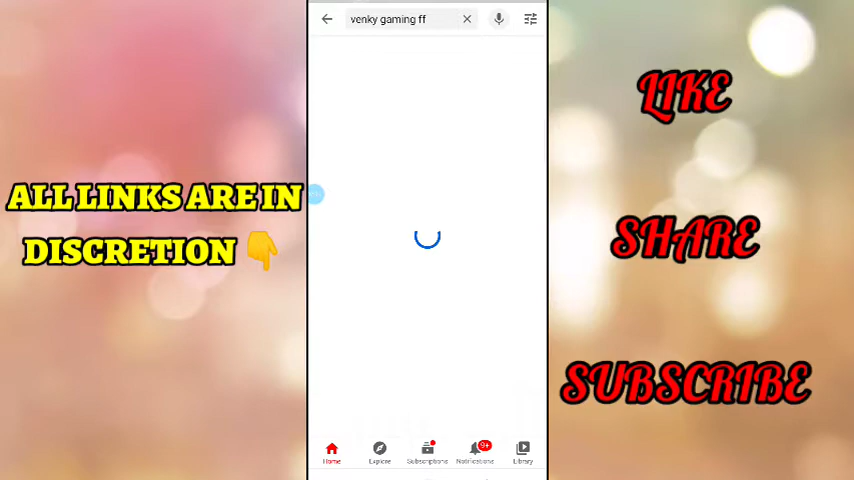 venky gaming ff
ALL LINKS ARE IN
DISCRETION 👇
LIKE
SHARE
SUBSCRIBE
9+
Home
Explore
Subscriptions
Notifications
Library